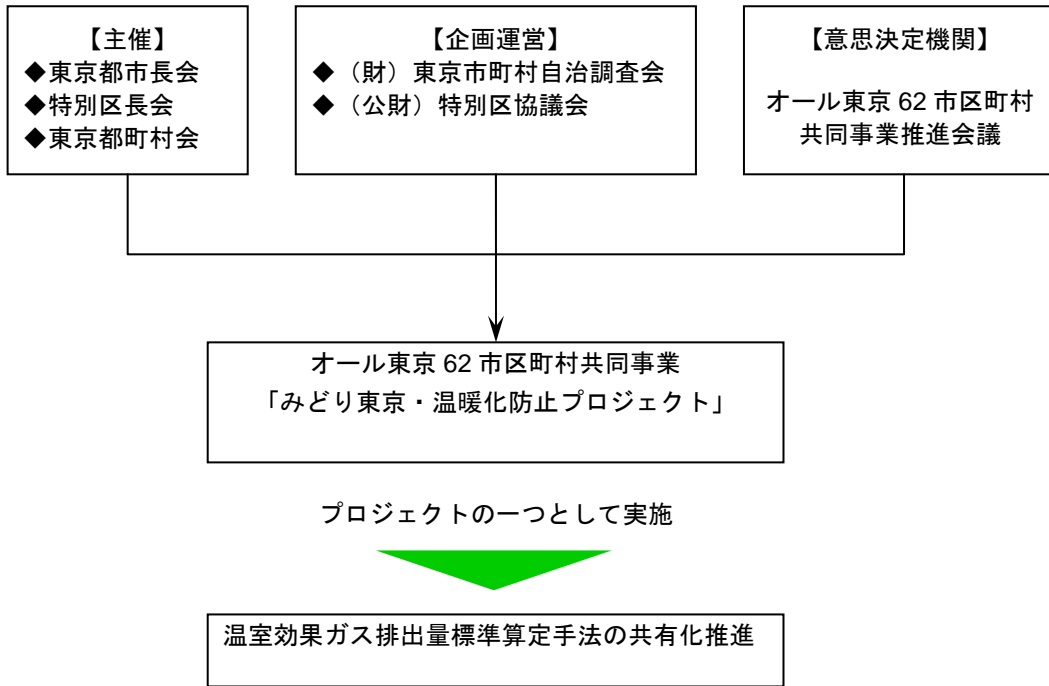 【主催】
◆東京都市長会
◆特別区長会
◆東京都町村会
【企画運営】
◆（財）東京市町村自治調査会
◆（公財）特別区協議会
【意思決定機関】
オール東京 62 市区町村
共同事業推進会議
オール東京 62 市区町村共同事業
「みどり東京・温暖化防止プロジェクト」
プロジェクトの一つとして実施
温室効果ガス排出量標準算定手法の共有化推進